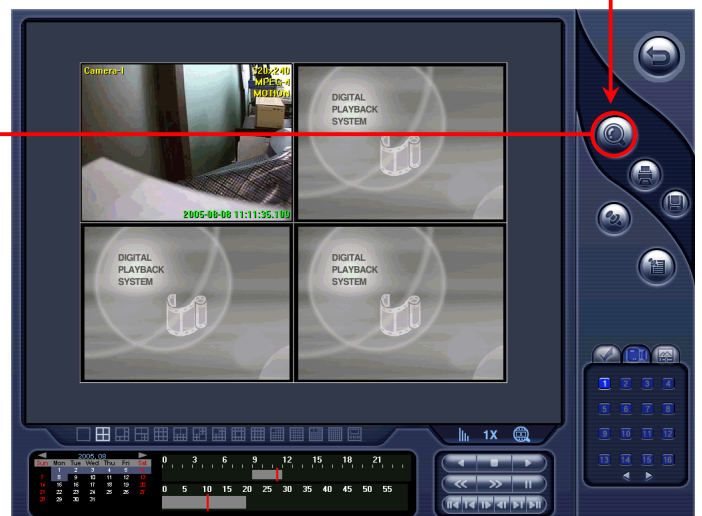 Camera-1 320x240
MPEG-4
MOTION
2005-08-08 11:11:35.109
DIGITAL
PLAYBACK
SYSTEM
DIGITAL
PLAYBACK
SYSTEM
DIGITAL
PLAYBACK
SYSTEM
1 2 3 4
5 6 7 8
9 10 11 12
13 14 15 16
1X
2005 08
Sun Mon Tue Wed Thu Fri Sat
1 2 3 4 5 6
7 8 9 10 11 12 13
14 15 16 17 18 19 20
21 22 23 24 25 26 27
28 29 30 31
0 3 6 9 12 15 18 21
0 5 10 15 20 25 30 35 40 45 50 55